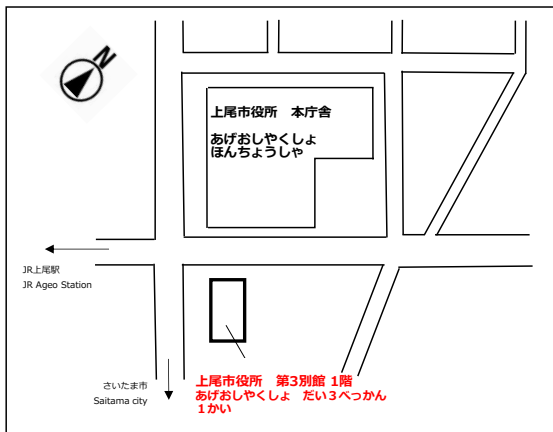 N
上尾市役所　本庁舎
あげおしやくしょ
ほんちょうしゃ
JR上尾駅
JR Ageo Station
さいたま市
Saitama city
上尾市役所　第3別館 1階
あげおしやくしょ　だい３べっかん
１かい